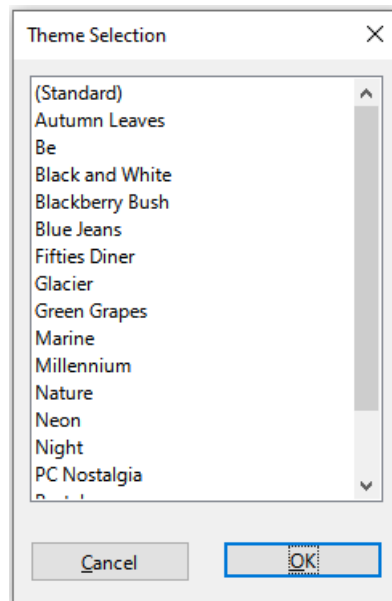 Theme Selection
(Standard)
Autumn Leaves
Be
Black and White
Blackberry Bush
Blue Jeans
Fifties Diner
Glacier
Green Grapes
Marine
Millennium
Nature
Neon
Night
PC Nostalgia
Cancel
OK